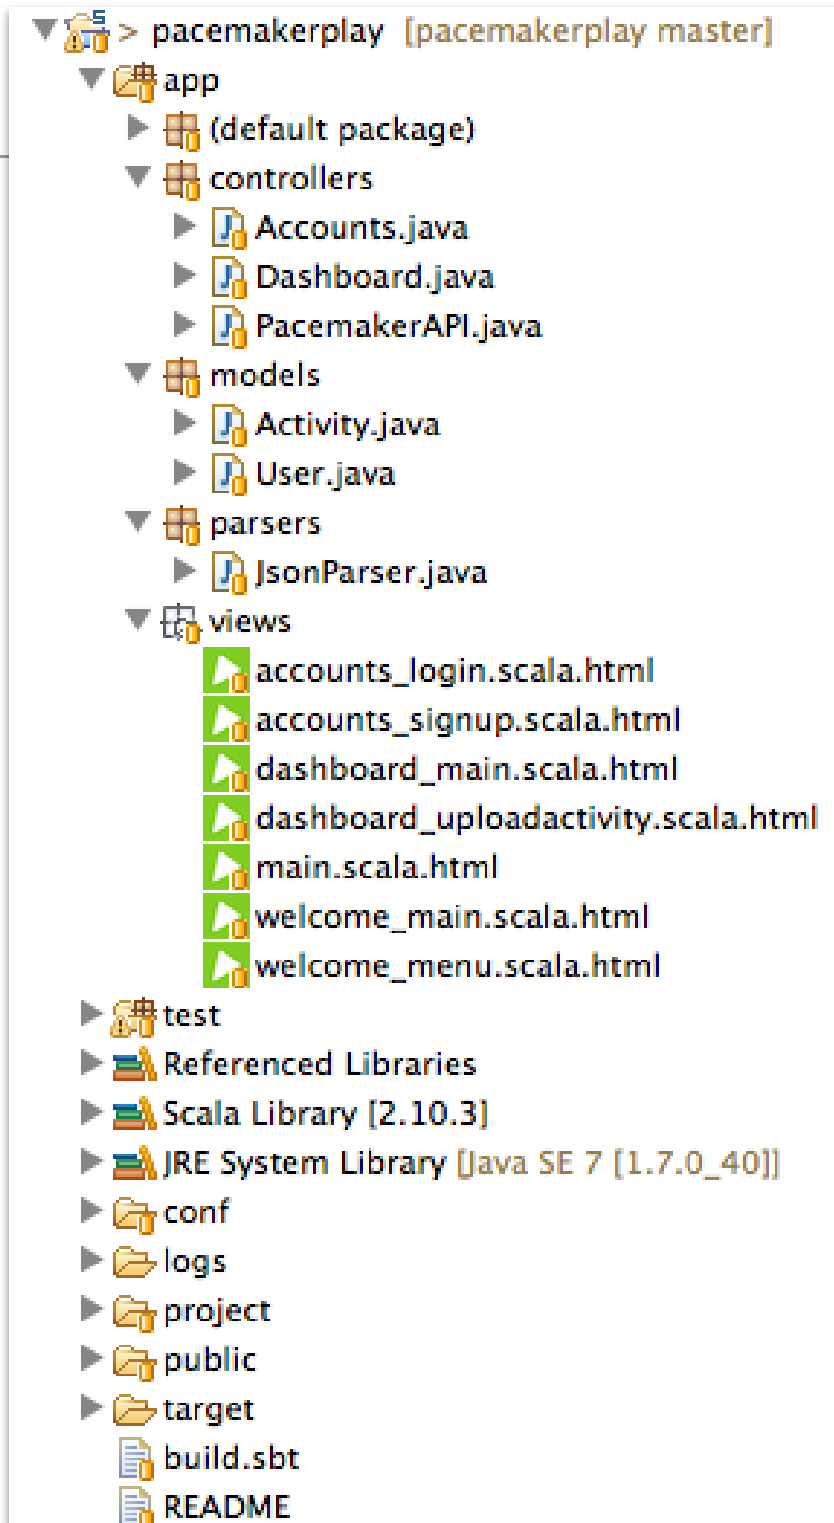 > pacemakerplay [pacemakerplay master]
app
(default package)
controllers
Accounts.java
Dashboard.java
PacemakerAPI.java
models
Activity.java
User.java
parsers
JsonParser.java
views
accounts_login.scala.html
accounts_signup.scala.html
dashboard_main.scala.html
dashboard_uploadactivity.scala.html
main.scala.html
welcome_main.scala.html
welcome_menu.scala.html
test
Referenced Libraries
Scala Library [2.10.3]
JRE System Library [Java SE 7 [1.7.0_40]]
conf
logs
project
public
target
build.sbt
README